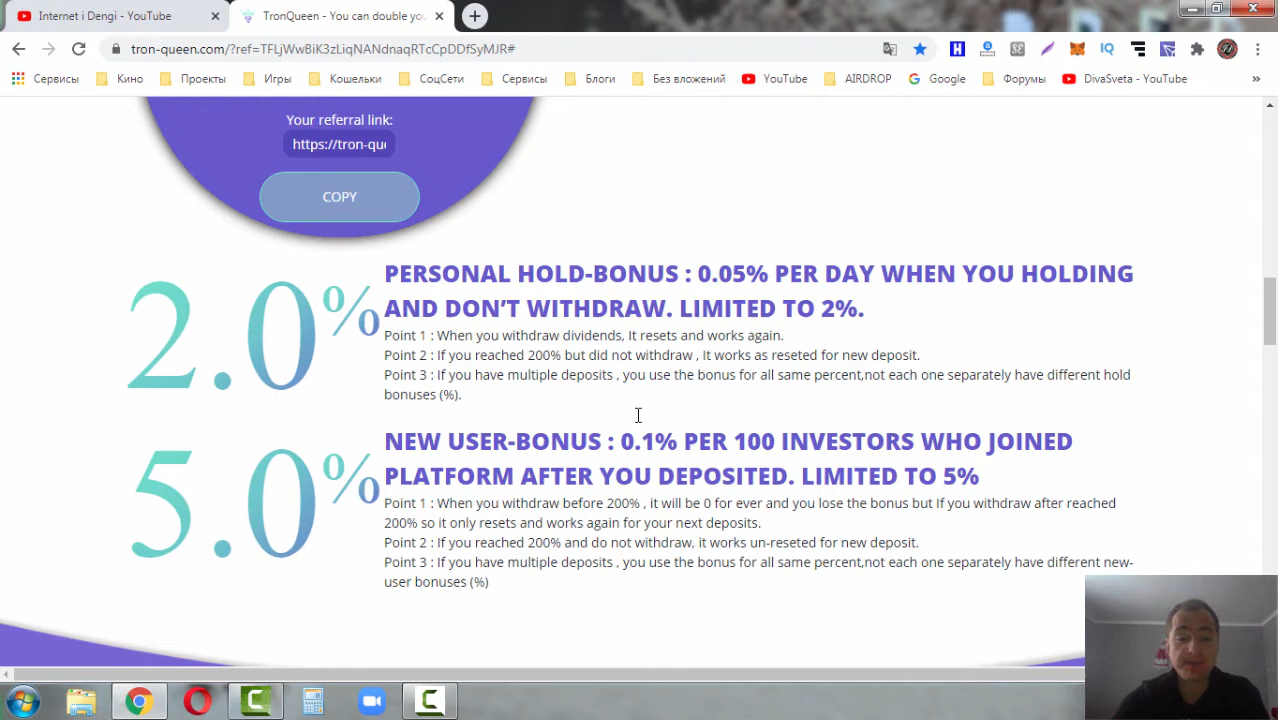 Internet i Dengi - YouTube
TronQueen - You can double you
tron-queen.com/?ref=TFLjWwBiK3zLiqNANdnaqRTcCpDDfSyMJR#
Сервисы Кино Проекты Игры Кошельки СоцСети Сервисы Блоги Без вложений YouTube AIRDROP Google Форумы DivaSveta - YouTube »
Your referral link:
https://tron-que
COPY
2.0%
PERSONAL HOLD-BONUS : 0.05% PER DAY WHEN YOU HOLDING
AND DON’T WITHDRAW. LIMITED TO 2%.
Point 1 : When you withdraw dividends, It resets and works again.
Point 2 : If you reached 200% but did not withdraw , It works as reseted for new deposit.
Point 3 : If you have multiple deposits , you use the bonus for all same percent,not each one separately have different hold
bonuses (%).
5.0%
NEW USER-BONUS : 0.1% PER 100 INVESTORS WHO JOINED
PLATFORM AFTER YOU DEPOSITED. LIMITED TO 5%
Point 1 : When you withdraw before 200% , it will be 0 for ever and you lose the bonus but If you withdraw after reached
200% so it only resets and works again for your next deposits.
Point 2 : If you reached 200% and do not withdraw, it works un-reseted for new deposit.
Point 3 : If you have multiple deposits , you use the bonus for all same percent,not each one separately have different new-
user bonuses (%)